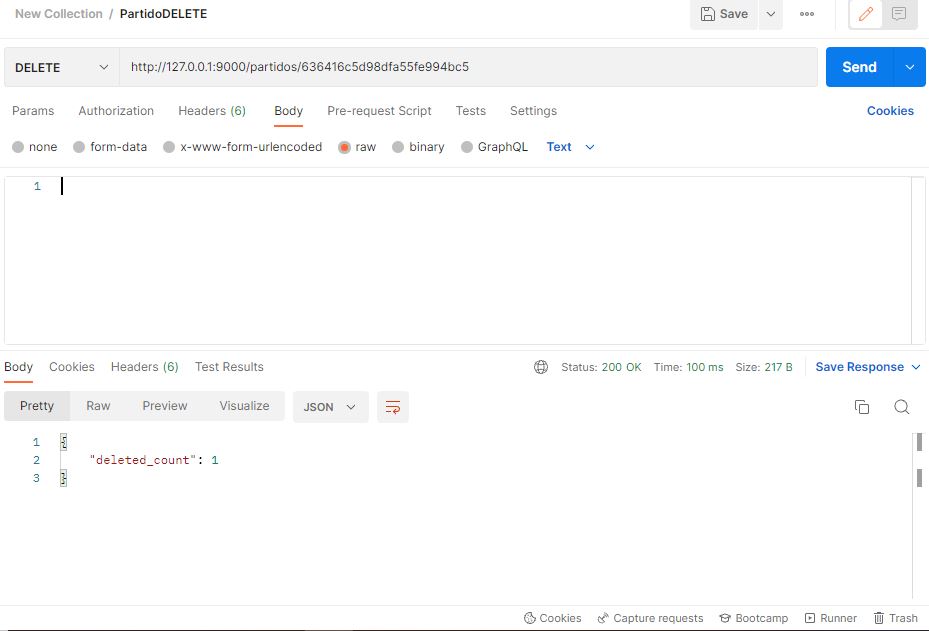 New Collection / PartidoDELETE Save
DELETE http://127.0.0.1:9000/partidos/636416c5d98dfa55fe994bc5 Send
Params Authorization Headers (6) Body Pre-request Script Tests Settings Cookies
none form-data x-www-form-urlencoded raw binary GraphQL Text
1
Body Cookies Headers (6) Test Results Status: 200 OK Time: 100 ms Size: 217 B Save Response
Pretty Raw Preview Visualize JSON
1 {
2 "deleted_count": 1
3 }
Cookies Capture requests Bootcamp Runner Trash